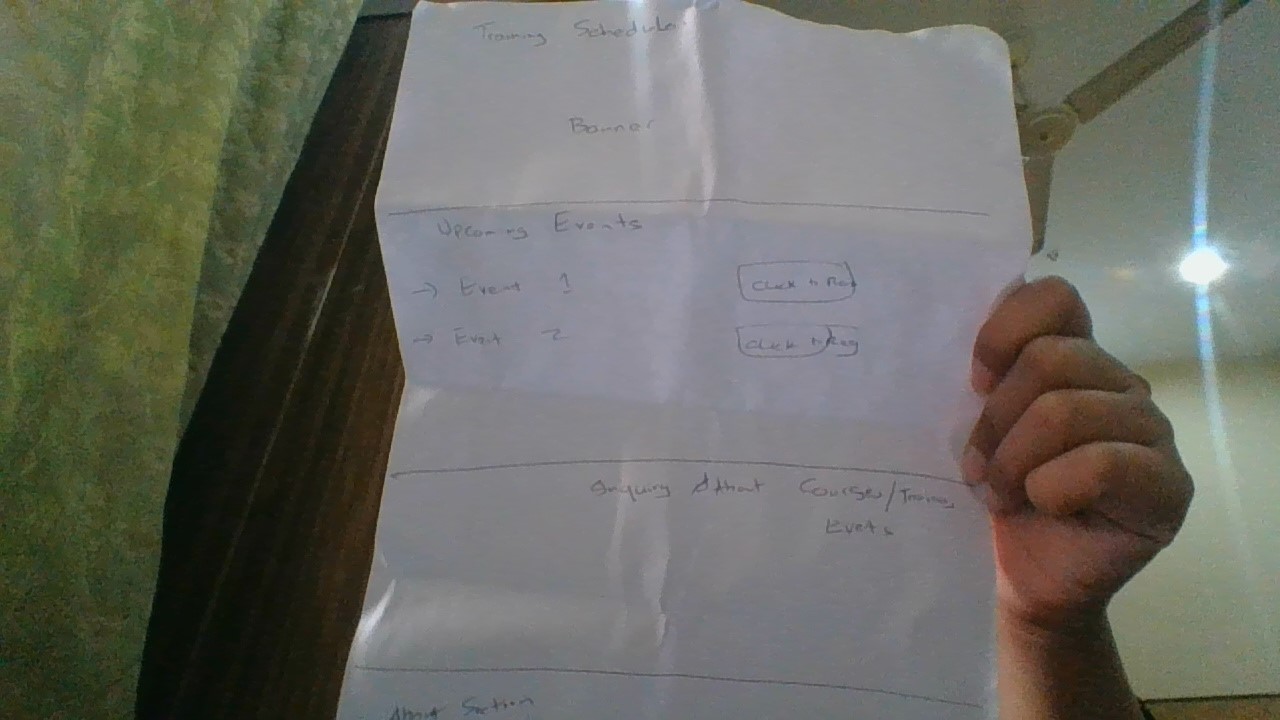 Training Schedule
Banner
Upcoming Events
→ Event 1 Click to Reg
→ Event 2 Click to Reg
About Courses/Training
Events
About Section